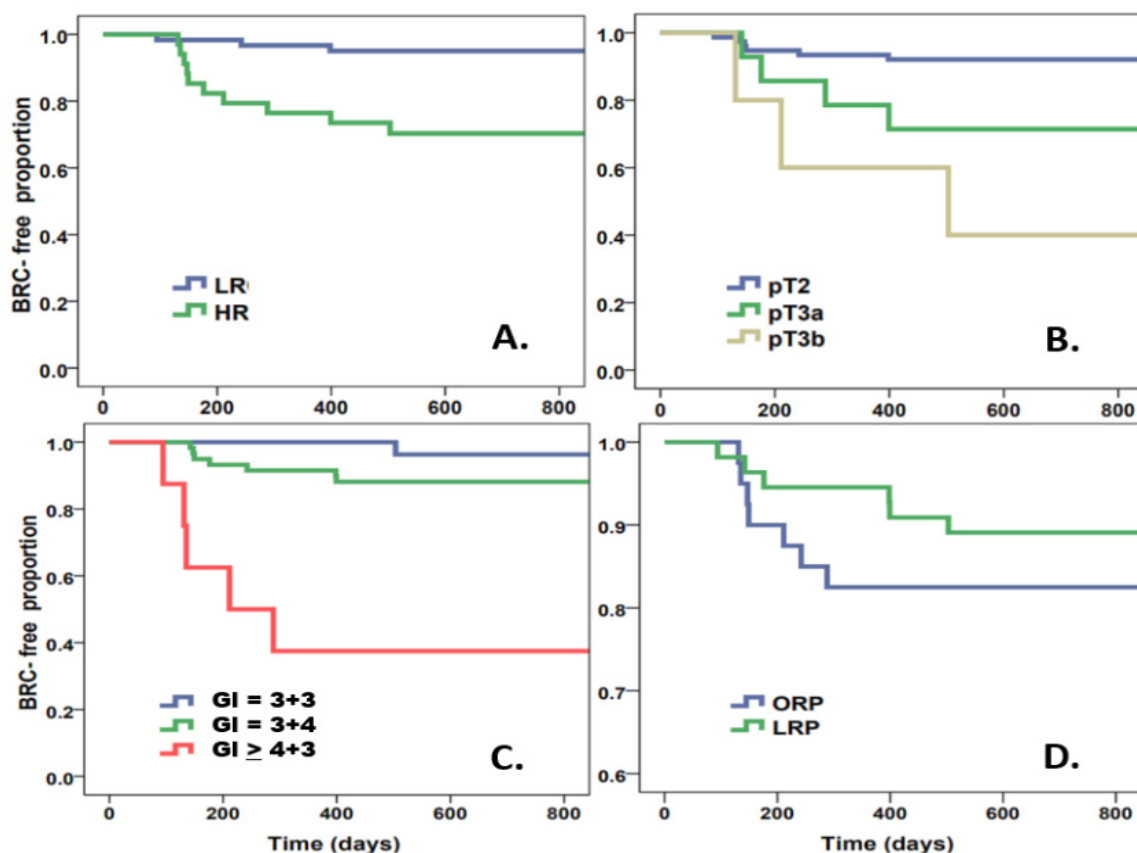 1.0
0.8
0.6
0.4
0.2
0.0
BRC- free proportion
LR
HR
A.
0 200 400 600 800
1.0
0.8
0.6
0.4
0.2
0.0
pT2
pT3a
pT3b
B.
0 200 400 600 800
1.0
0.8
0.6
0.4
0.2
0.0
BRC- free proportion
Gl = 3+3
Gl = 3+4
Gl ≥ 4+3
C.
0 200 400 600 800
Time (days)
1.0
0.9
0.8
0.7
0.6
ORP
LRP
D.
0 200 400 600 800
Time (days)